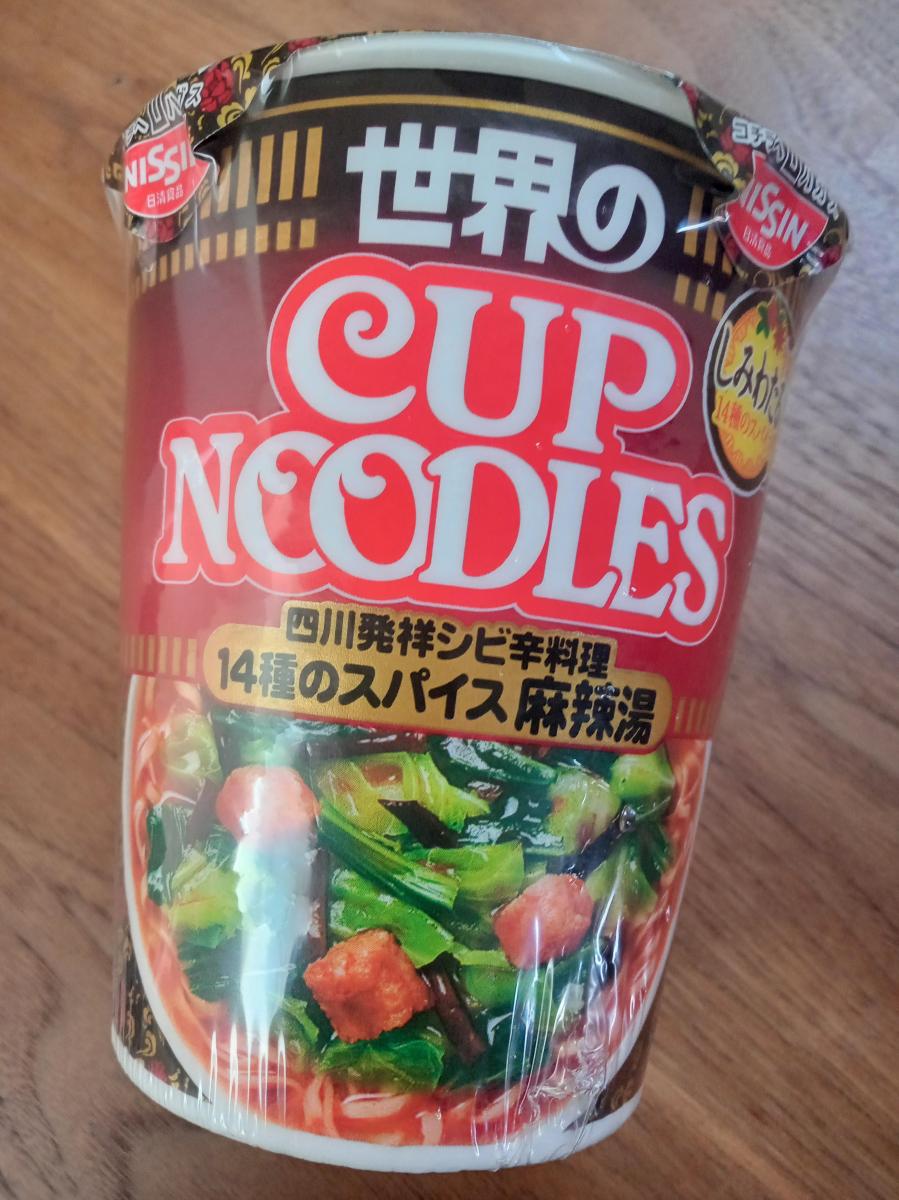 NISSIN
日清食品
世界の
NISSIN
日清食品
CUP
NOODLES
しみわた
14種のスパ
四川発祥シビ辛料理
14種のスパイス 麻辣湯